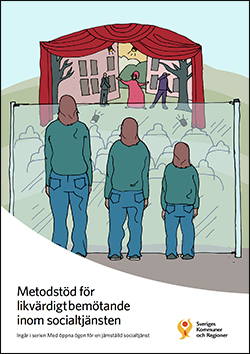 Metodstöd för
likvärdigt bemötande
inom socialtjänsten
Ingår i serien Med öppna ögon för en jämställd socialtjänst
Sveriges
Kommuner
och Regioner